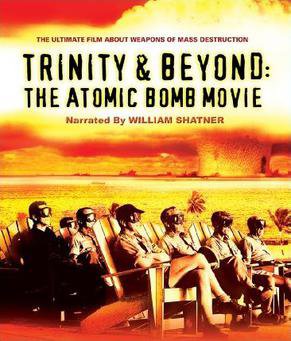 THE ULTIMATE FILM ABOUT WEAPONS OF MASS DESTRUCTION
TRINITY & BEYOND:
THE ATOMIC BOMB MOVIE
Narrated By WILLIAM SHATNER